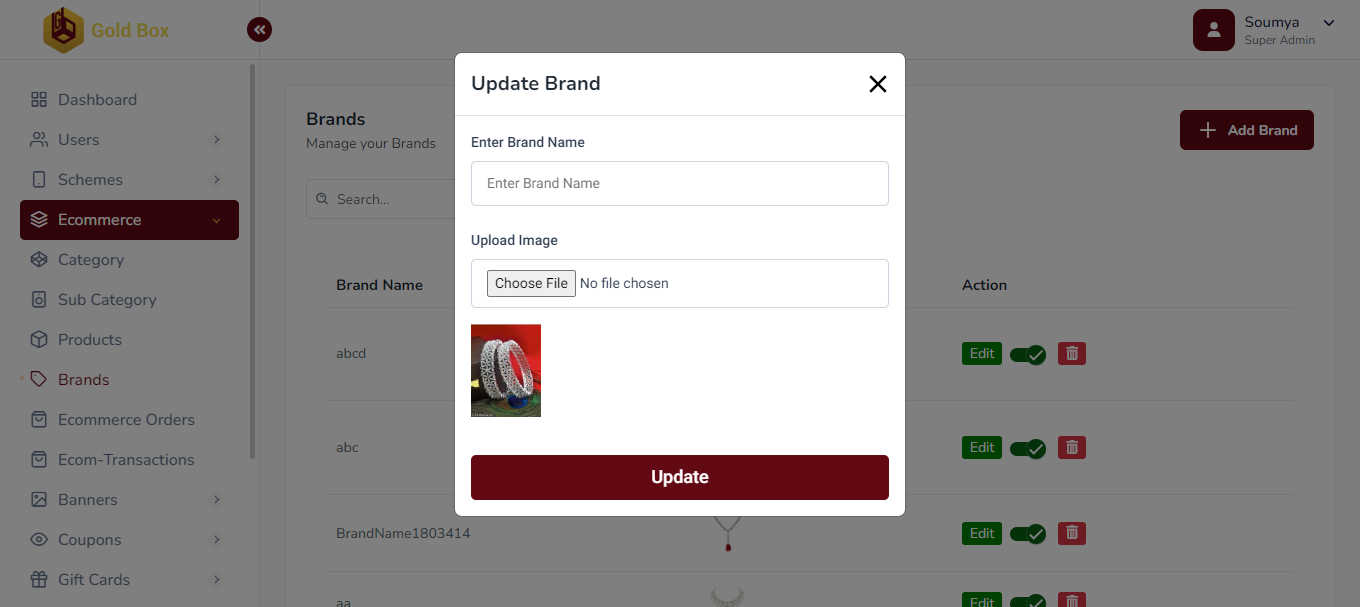 Gold Box
Soumya
Super Admin
Dashboard
Users
Schemes
Ecommerce
Category
Sub Category
Products
Brands
Ecommerce Orders
Ecom-Transactions
Banners
Coupons
Gift Cards
Brands
Manage your Brands
Add Brand
Search...
Brand Name
Action
abcd
Edit
abc
Edit
BrandName1803414
Edit
aa
Edit
Update Brand
Enter Brand Name
Enter Brand Name
Upload Image
Choose File No file chosen
Update